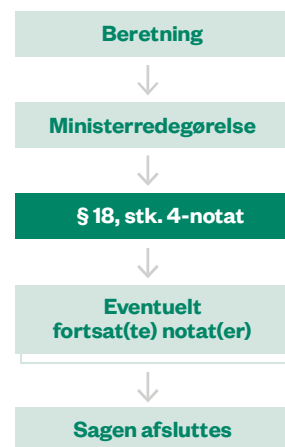 Beretning
Ministerredegørelse
§ 18, stk. 4-notat
Eventuelt
fortsat(te) notat(er)
Sagen afsluttes